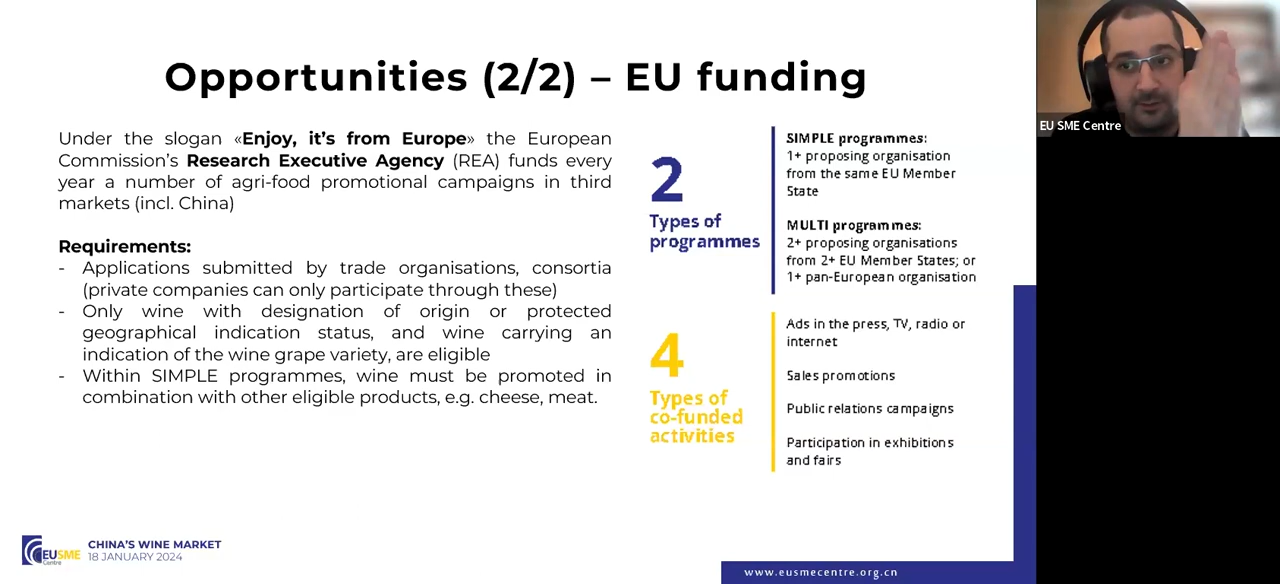 Opportunities (2/2) – EU funding
Under the slogan «Enjoy, it's from Europe» the European
Commission's Research Executive Agency (REA) funds every
year a number of agri-food promotional campaigns in third
markets (incl. China)
Requirements:
- Applications submitted by trade organisations, consortia
(private companies can only participate through these)
- Only wine with designation of origin or protected
geographical indication status, and wine carrying an
indication of the wine grape variety, are eligible
- Within SIMPLE programmes, wine must be promoted in
combination with other eligible products, e.g. cheese, meat.
2
Types of
programmes
SIMPLE programmes:
1+ proposing organisation
from the same EU Member
State
MULTI programmes:
2+ proposing organisations
from 2+ EU Member States; or
1+ pan-European organisation
4
Types of
co-funded
activities
Ads in the press, TV, radio or
internet
Sales promotions
Public relations campaigns
Participation in exhibitions
and fairs
EU SME Centre
EUSME
Centre
CHINA'S WINE MARKET
18 JANUARY 2024
www.eusmecentre.org.cn